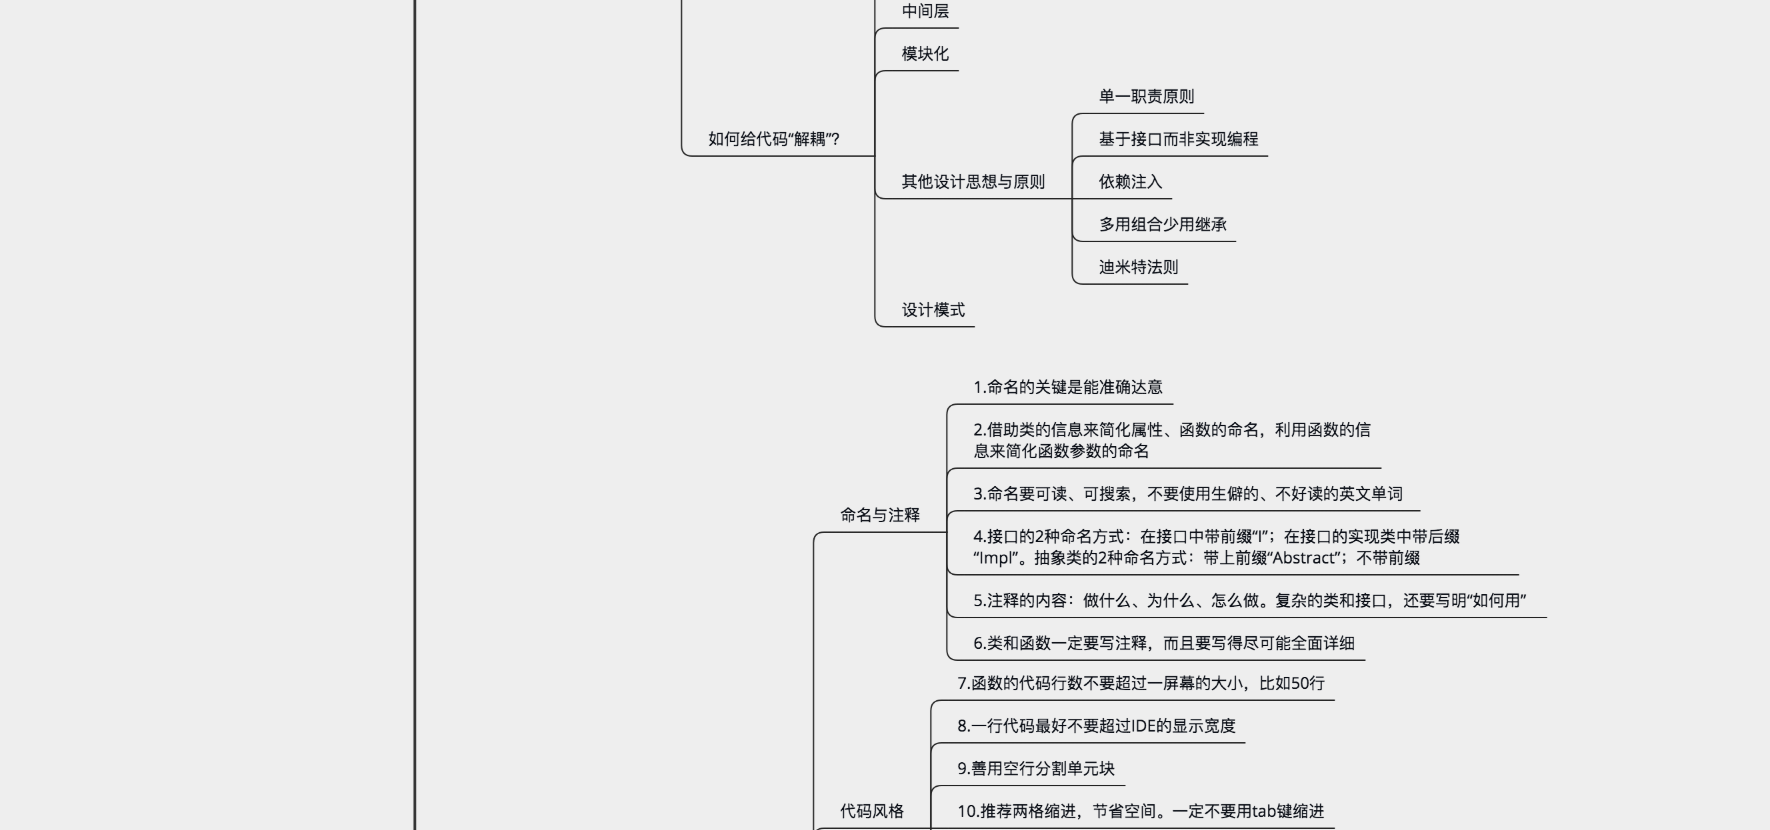 中间层
模块化
如何给代码“解耦”？
其他设计思想与原则
单一职责原则
基于接口而非实现编程
依赖注入
多用组合少用继承
迪米特法则
设计模式
命名与注释
1.命名的关键是能准确达意
2.借助类的信息来简化属性、函数的命名，利用函数的信
息来简化函数参数的命名
3.命名要可读、可搜索，不要使用生僻的、不好读的英文单词
4.接口的2种命名方式：在接口中带前缀“I”；在接口的实现类中带后缀
“Impl”。抽象类的2种命名方式：带上前缀“Abstract”；不带前缀
5.注释的内容：做什么、为什么、怎么做。复杂的类和接口，还要写明“如何用”
6.类和函数一定要写注释，而且要写得尽可能全面详细
代码风格
7.函数的代码行数不要超过一屏幕的大小，比如50行
8.一行代码最好不要超过IDE的显示宽度
9.善用空行分割单元块
10.推荐两格缩进，节省空间。一定不要用tab键缩进